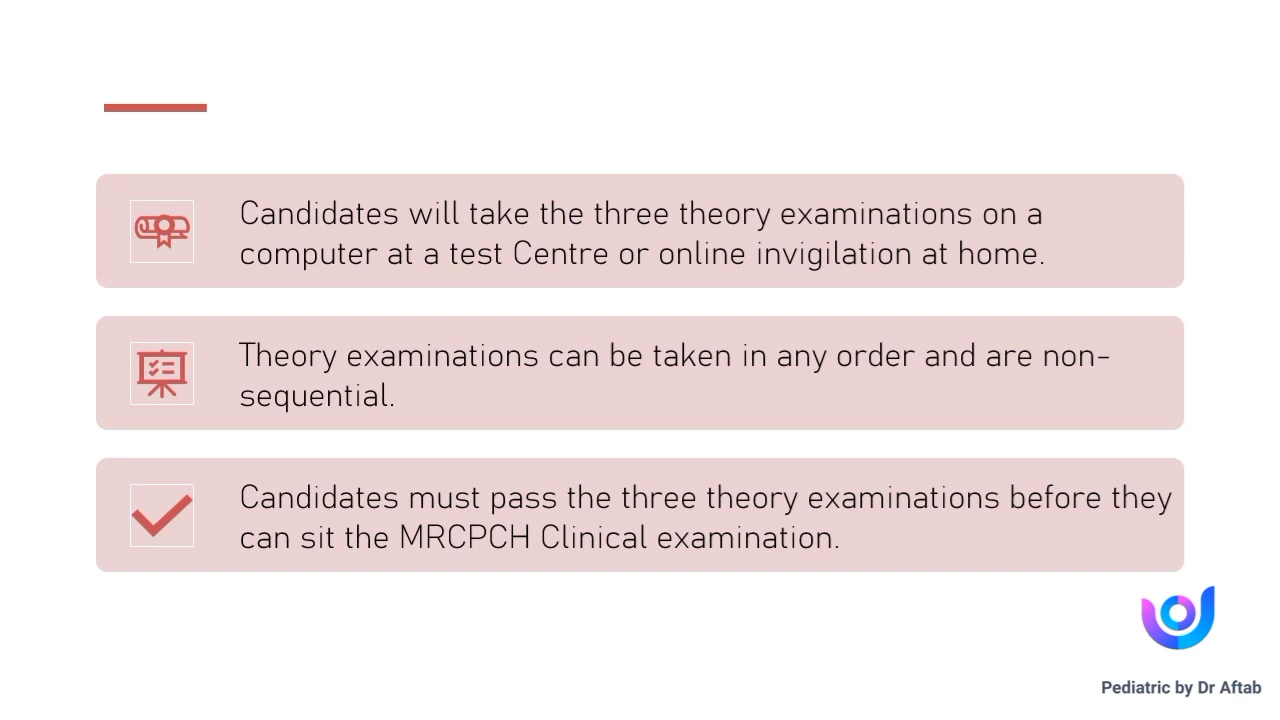 Candidates will take the three theory examinations on a
computer at a test Centre or online invigilation at home.
Theory examinations can be taken in any order and are non-
sequential.
Candidates must pass the three theory examinations before they
can sit the MRCPCH Clinical examination.
Pediatric by Dr Aftab